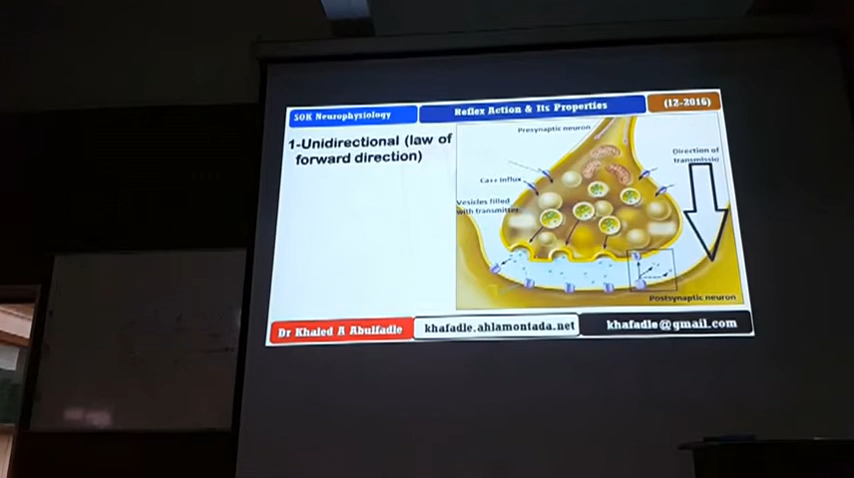 SOK Neurophysiology
Reflex Action & Its Properties
(12-2016)
1-Unidirectional (law of
forward direction)
Presynaptic neuron
Direction of
transmissio
Ca++ Influx
Vesicles filled
with transmitter
Postsynaptic neuron
Dr Khaled A Abulfadle
khafadle.ahlamontada.net
khafadle@gmail.com